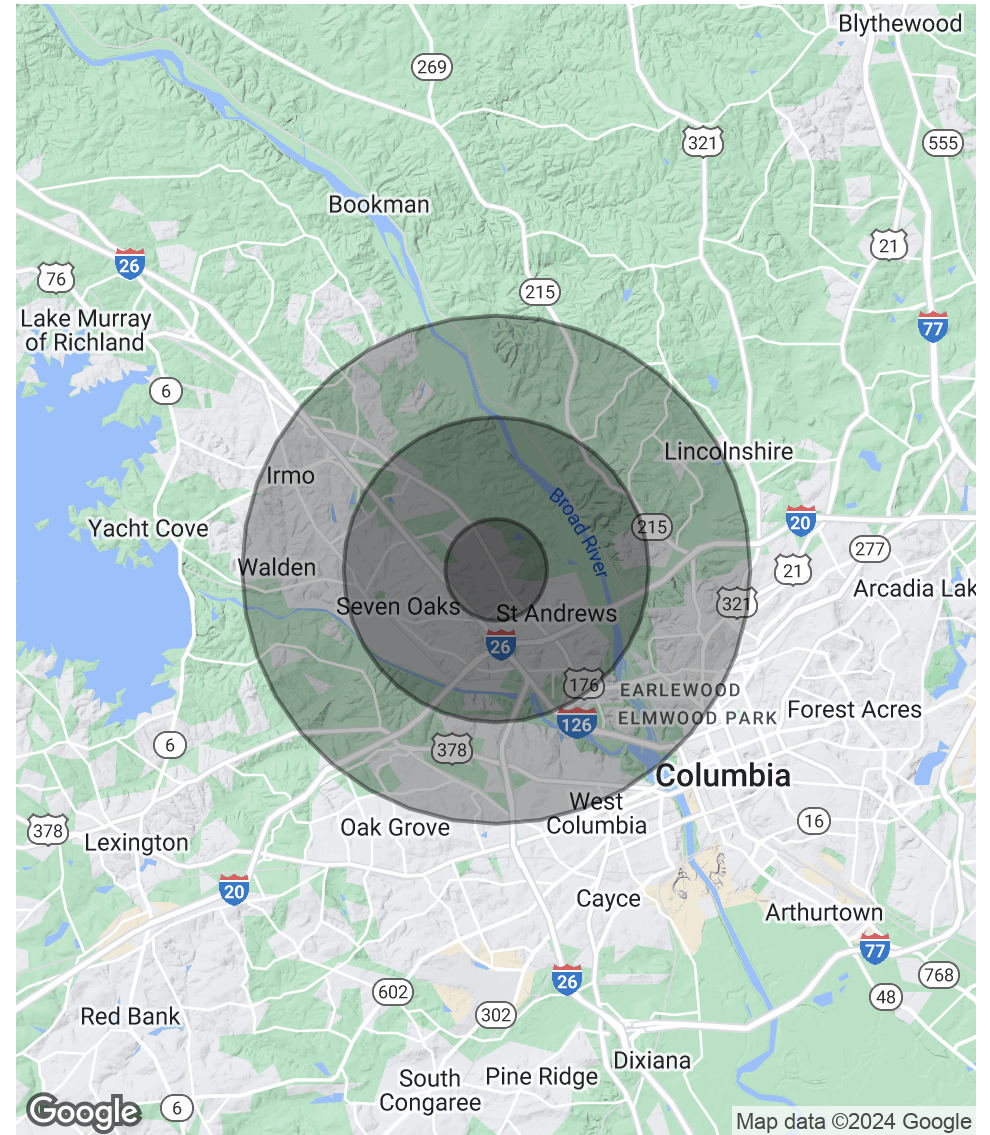 Blythewood
269
321
555
Bookman
21
26
76
215
Lake Murray
of Richland
77
6
Lincolnshire
Irmo
Broad River
215
20
Yacht Cove
277
Walden
21
Arcadia Lak
321
Seven Oaks
St Andrews
26
176
EARLEWOOD
126
ELMWOOD PARK
Forest Acres
6
378
Columbia
West
Columbia
16
378
Oak Grove
Lexington
20
Cayce
Arthurtown
77
26
768
602
48
302
Red Bank
Dixiana
South
Congaree
Pine Ridge
Google
6
Map data ©2024 Google